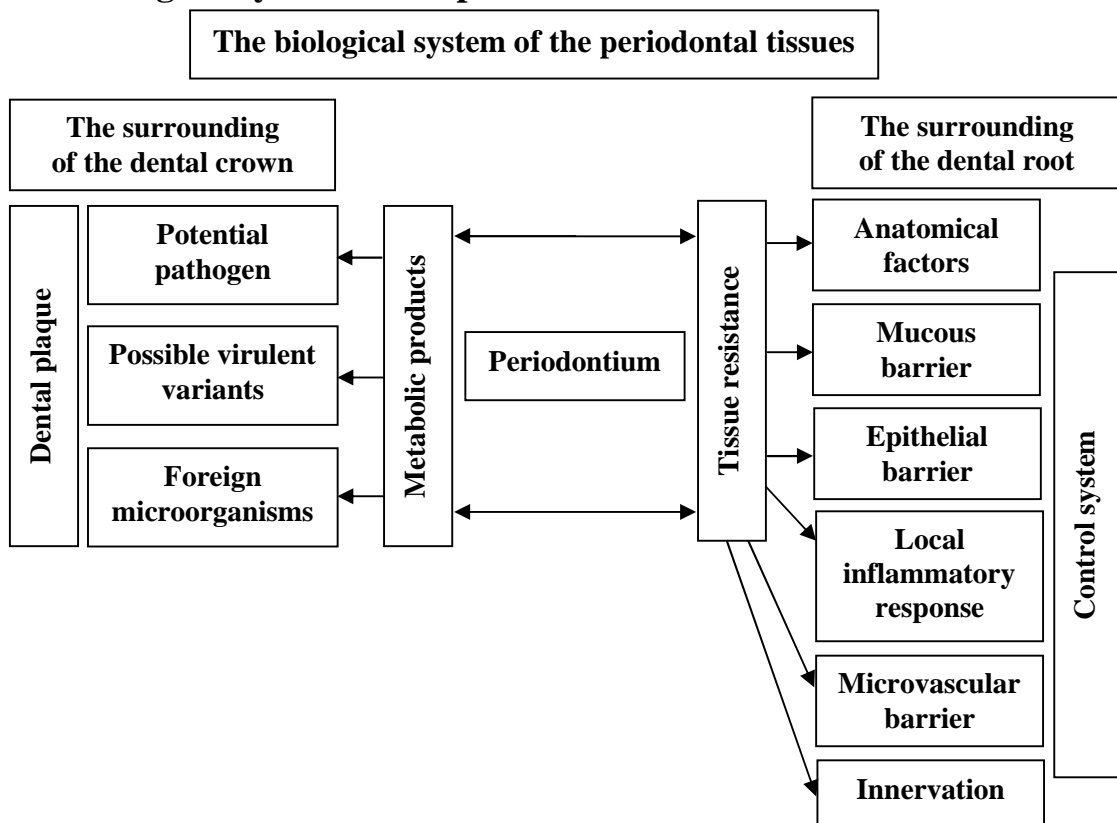 The biological system of the periodontal tissues
The surrounding
of the dental crown
The surrounding
of the dental root
Dental plaque
Potential
pathogen
Possible virulent
variants
Foreign
microorganisms
Metabolic products
Periodontium
Tissue resistance
Anatomical
factors
Mucous
barrier
Epithelial
barrier
Local
inflammatory
response
Microvascular
barrier
Innervation
Control system